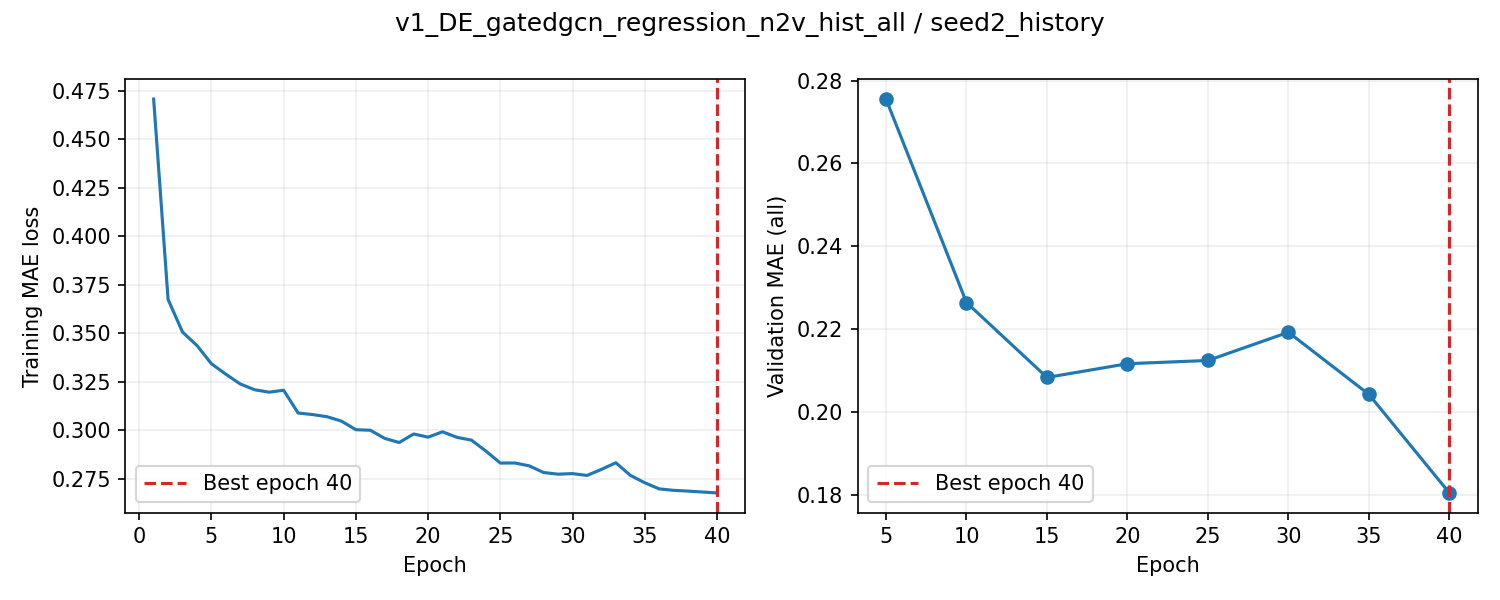 v1_DE_gatedgcn_regression_n2v_hist_all / seed2_history
Training MAE loss
0.475
0.450
0.425
0.400
0.375
0.350
0.325
0.300
0.275
0 5 10 15 20 25 30 35 40
Epoch
Best epoch 40
Validation MAE (all)
0.28
0.26
0.24
0.22
0.20
0.18
5 10 15 20 25 30 35 40
Epoch
Best epoch 40